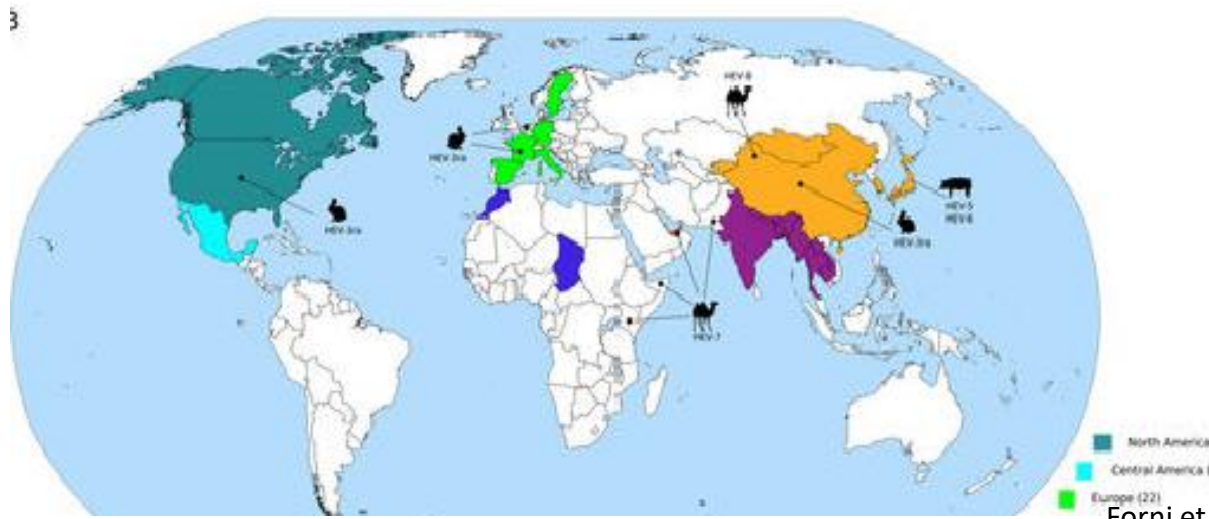 HEV-8
HEV-3ra
HEV-5
HEV-6
HEV-3ra
HEV-3ra
HEV-7
North America
Central America (
Europe (22)
Forni et